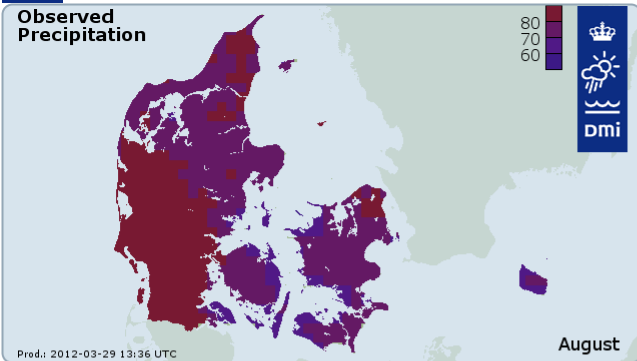 Observed
Precipitation
80
70
60
DMi
Prod.: 2012-03-29 13:36 UTC
August